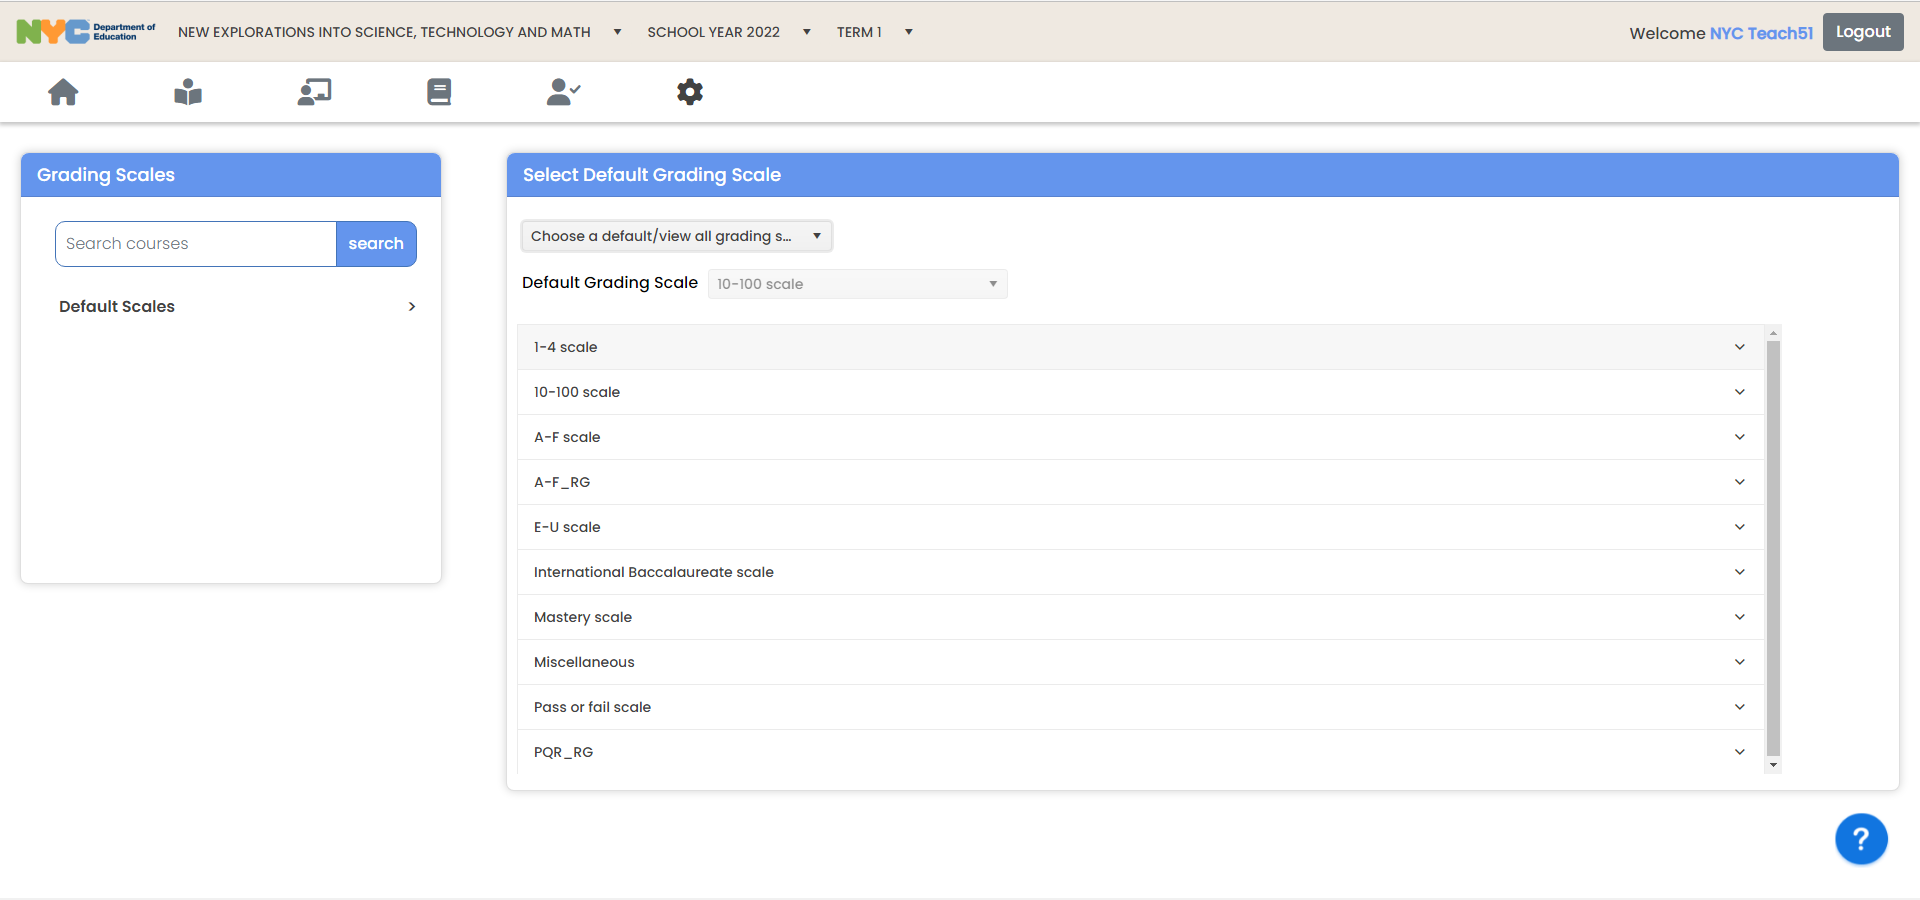 NYC Department of Education
NEW EXPLORATIONS INTO SCIENCE, TECHNOLOGY AND MATH
SCHOOL YEAR 2022
TERM 1
Welcome NYC Teach51
Logout
Grading Scales
Search courses
search
Default Scales
Select Default Grading Scale
Choose a default/view all grading s...
Default Grading Scale
10-100 scale
1-4 scale
10-100 scale
A-F scale
A-F_RG
E-U scale
International Baccalaureate scale
Mastery scale
Miscellaneous
Pass or fail scale
PQR_RG
?